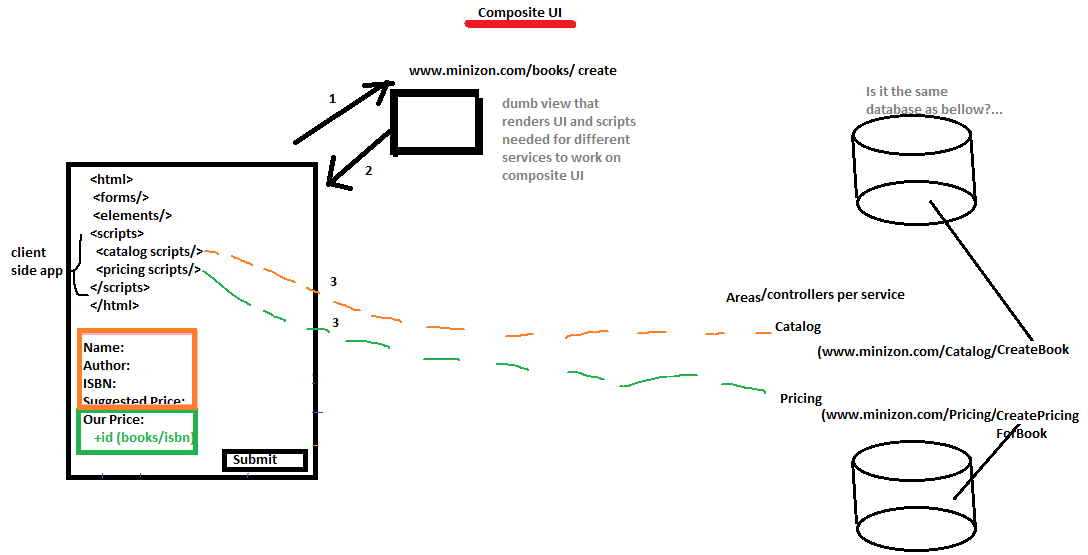 Composite UI
www.minizon.com/books/ create
1
2
dumb view that
renders UI and scripts
needed for different
services to work on
composite UI
Is it the same
database as bellow?...
<html>
<forms/>
<elements/>
<scripts>
<catalog scripts/>
<pricing scripts/>
</scripts>
</html>
client
side app
3
3
Name:
Author:
ISBN:
Suggested Price:
Our Price:
+id (books/isbn)
Submit
Areas/controllers per service
Catalog
(www.minizon.com/Catalog/CreateBook
Pricing
(www.minizon.com/Pricing/CreatePricing
ForBook